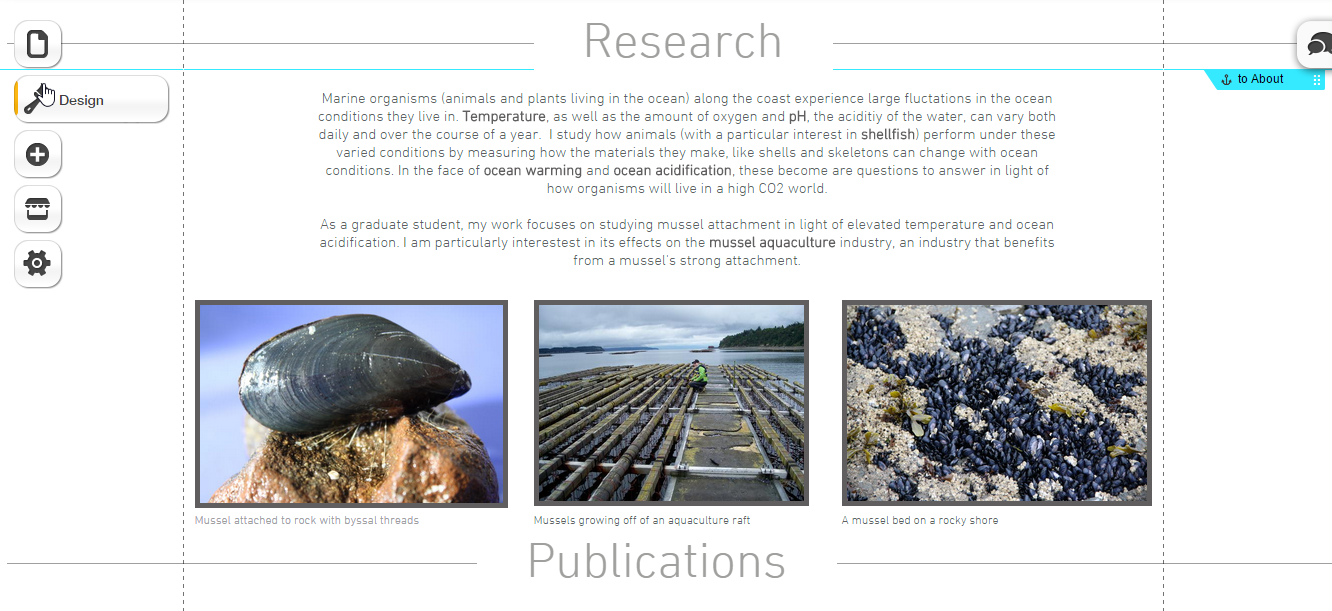 Research
to About
Design
Marine organisms (animals and plants living in the ocean) along the coast experience large fluctations in the ocean
conditions they live in. Temperature, as well as the amount of oxygen and pH, the aciditiy of the water, can vary both
daily and over the course of a year.  I study how animals (with a particular interest in shellfish) perform under these
varied conditions by measuring how the materials they make, like shells and skeletons can change with ocean
conditions. In the face of ocean warming and ocean acidification, these become are questions to answer in light of
how organisms will live in a high CO2 world.
As a graduate student, my work focuses on studying mussel attachment in light of elevated temperature and ocean
acidification. I am particularly interestest in its effects on the mussel aquaculture industry, an industry that benefits
from a mussel's strong attachment.
Mussel attached to rock with byssal threads
Mussels growing off of an aquaculture raft
A mussel bed on a rocky shore
Publications